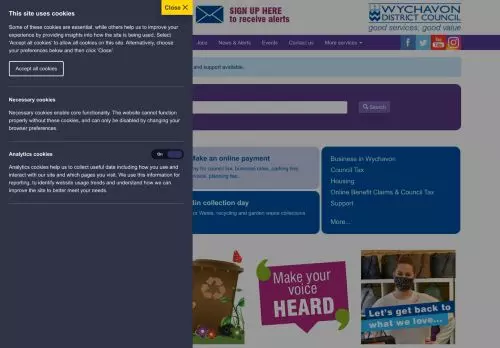 Close X
This site uses cookies
Some of these cookies are essential, while others help us to improve your
experience by providing insights into how the site is being used. Select
'Accept all cookies' to allow all cookies on this site. Alternatively, choose
your preferences below and then click 'Close'.
Accept all cookies
Necessary cookies
Necessary cookies enable core functionality. The website cannot function
properly without these cookies, and can only be disabled by changing your
browser preferences.
Analytics cookies
On
Analytics cookies help us to collect useful data including how you use and
interact with our site and which pages you visit. We use this information for
reporting, to identify website usage trends and understand how we can
improve the site to better meet your needs.
SIGN UP HERE
to receive alerts
WYCHAVON
DISTRICT COUNCIL
good services, good value
Jobs News & Alerts Events Contact us More services
You Tube
and support available.
Search
ake an online payment
ay for council tax, business rates, parking fine
nvoices, planning fee...
bin collection day
or Waste, recycling and garden waste collections
Business in Wychavon
Council Tax
Housing
Online Benefit Claims & Council Tax
Support
More...
Make your
voice
HEARD
Let's get back to
what we love...